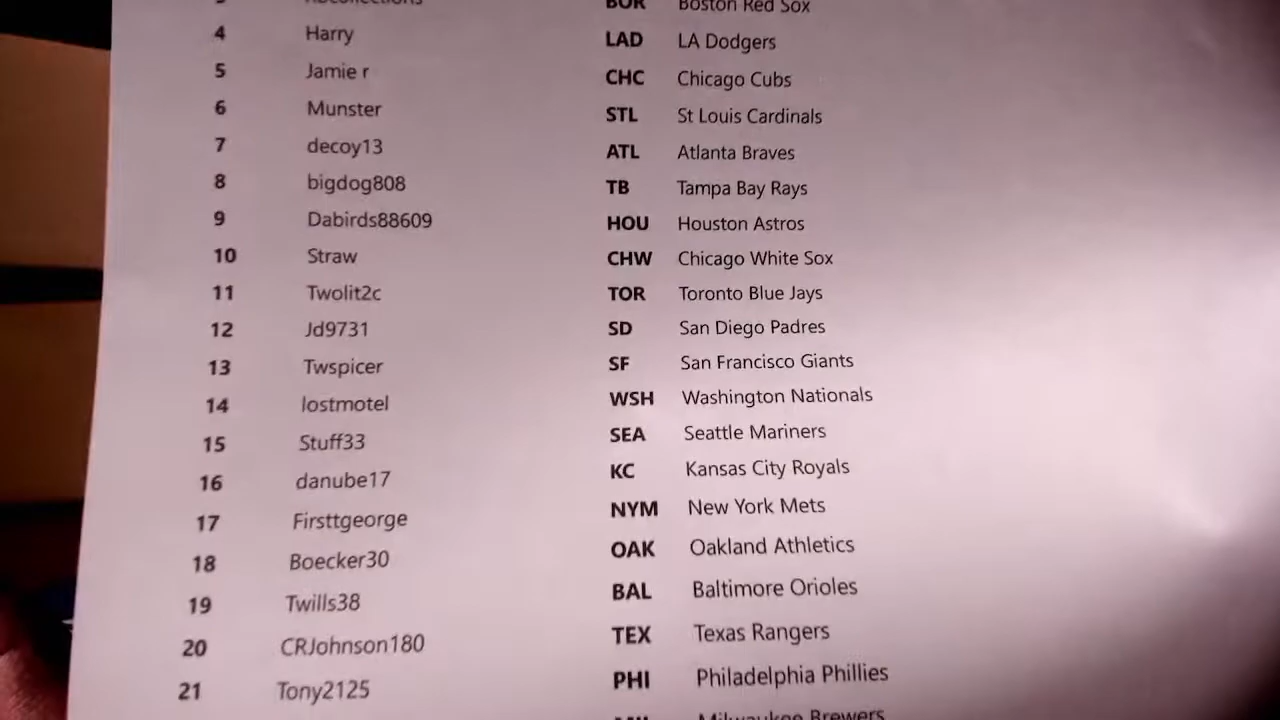 Boston Red Sox
4 Harry LAD LA Dodgers
5 Jamie r CHC Chicago Cubs
6 Munster STL St Louis Cardinals
7 decoy13 ATL Atlanta Braves
8 bigdog808 TB Tampa Bay Rays
9 Dabirds88609 HOU Houston Astros
10 Straw CHW Chicago White Sox
11 Twolit2c TOR Toronto Blue Jays
12 Jd9731 SD San Diego Padres
13 Twspicer SF San Francisco Giants
14 lostmotel WSH Washington Nationals
15 Stuff33 SEA Seattle Mariners
16 danube17 KC Kansas City Royals
17 Firsttgeorge NYM New York Mets
18 Boecker30 OAK Oakland Athletics
19 Twills38 BAL Baltimore Orioles
20 CRJohnson180 TEX Texas Rangers
21 Tony2125 PHI Philadelphia Phillies
Milwaukee Brewers